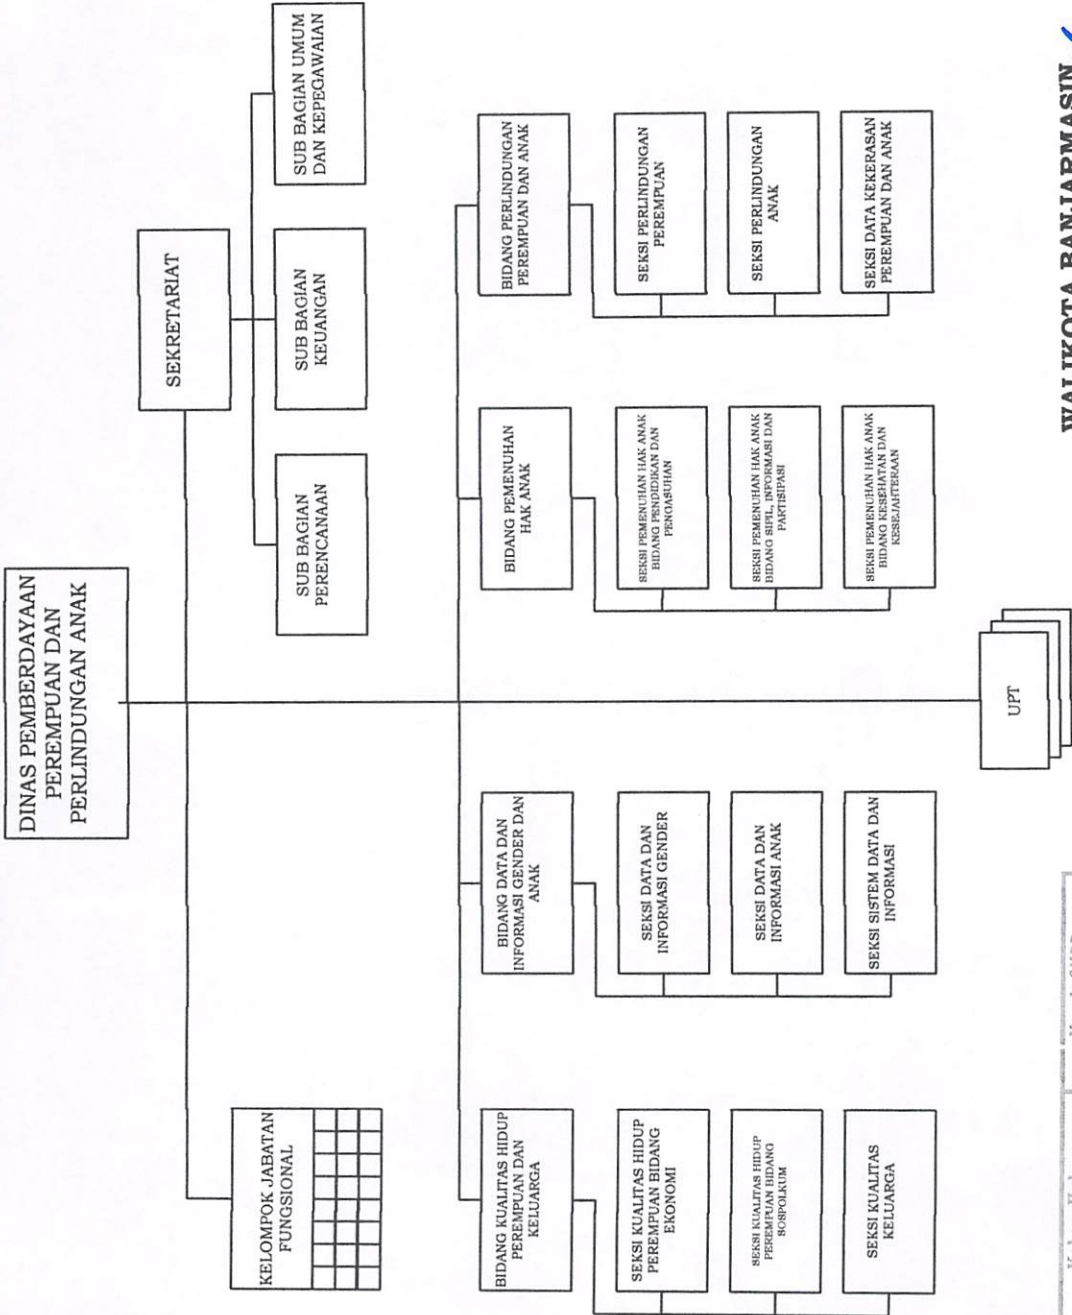 DINAS PEMBERDAYAAN
PEREMPUAN DAN
PERLINDUNGAN ANAK
SEKRETARIAT
KELOMPOK JABATAN
FUNGSIONAL
SUB BAGIAN
PERENCANAAN
SUB BAGIAN
KEUANGAN
SUB BAGIAN UMUM
DAN KEPEGAWAIAN
BIDANG KUALITAS HIDUP
PEREMPUAN DAN
KELUARGA
BIDANG DATA DAN
INFORMASI GENDER DAN
ANAK
BIDANG PEMENUHAN
HAK ANAK
BIDANG PERLINDUNGAN
PEREMPUAN DAN ANAK
SEKSI KUALITAS HIDUP
PEREMPUAN BIDANG
EKONOMI
SEKSI DATA DAN
INFORMASI GENDER
SEKSI PEMENUHAN HAK ANAK
BIDANG PENDIDIKAN DAN
PENGASUHAN
SEKSI PERLINDUNGAN
PEREMPUAN
SEKSI KUALITAS HIDUP
PEREMPUAN BIDANG
SOSPOLKUM
SEKSI DATA DAN
INFORMASI ANAK
SEKSI PEMENUHAN HAK ANAK
BIDANG SIPIL, INFORMASI DAN
PARTISIPASI
SEKSI PERLINDUNGAN
ANAK
SEKSI KUALITAS
KELUARGA
SEKSI SISTEM DATA DAN
INFORMASI
SEKSI PEMENUHAN HAK ANAK
BIDANG KESEHATAN DAN
KESEJAHTERAAN
SEKSI DATA KEKERASAN
PEREMPUAN DAN ANAK
UPT
WALIKOTA BANJARMASIN